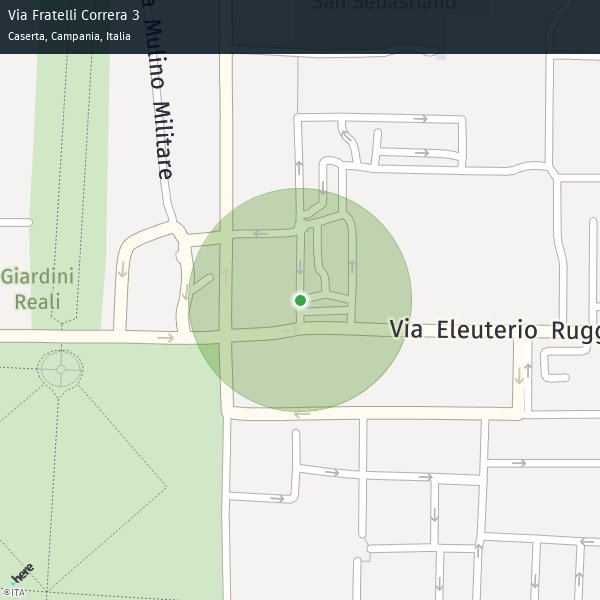 Via Fratelli Correra 3
Caserta, Campania, Italia
San Sebastiano
a Mulino Militare
Giardini
Reali
Via Eleuterio Rugg
here
©ITA